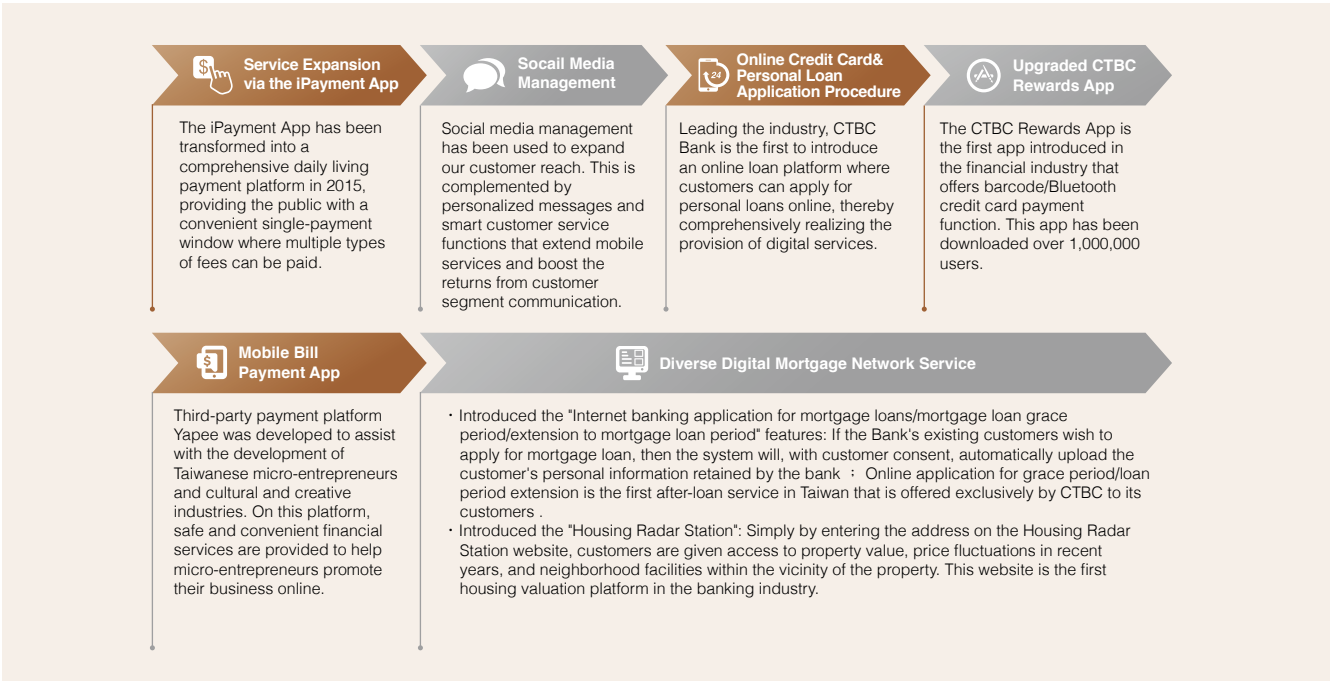 Service Expansion
via the iPayment App
The iPayment App has been
transformed into a
comprehensive daily living
payment platform in 2015,
providing the public with a
convenient single-payment
window where multiple types
of fees can be paid.
Socail Media
Management
Social media management
has been used to expand
our customer reach. This is
complemented by
personalized messages and
smart customer service
functions that extend mobile
services and boost the
returns from customer
segment communication.
24
Online Credit Card&
Personal Loan
Application Procedure
Leading the industry, CTBC
Bank is the first to introduce
an online loan platform where
customers can apply for
personal loans online, thereby
comprehensively realizing the
provision of digital services.
Upgraded CTBC
Rewards App
The CTBC Rewards App is
the first app introduced in
the financial industry that
offers barcode/Bluetooth
credit card payment
function. This app has been
downloaded over 1,000,000
users.
Mobile Bill
Payment App
Third-party payment platform
Yapee was developed to assist
with the development of
Taiwanese micro-entrepreneurs
and cultural and creative
industries. On this platform,
safe and convenient financial
services are provided to help
micro-entrepreneurs promote
their business online.
Diverse Digital Mortgage Network Service
・Introduced the "Internet banking application for mortgage loans/mortgage loan grace
period/extension to mortgage loan period" features: If the Bank's existing customers wish to
apply for mortgage loan, then the system will, with customer consent, automatically upload the
customer's personal information retained by the bank ； Online application for grace period/loan
period extension is the first after-loan service in Taiwan that is offered exclusively by CTBC to its
customers .
・Introduced the "Housing Radar Station": Simply by entering the address on the Housing Radar
Station website, customers are given access to property value, price fluctuations in recent
years, and neighborhood facilities within the vicinity of the property. This website is the first
housing valuation platform in the banking industry.